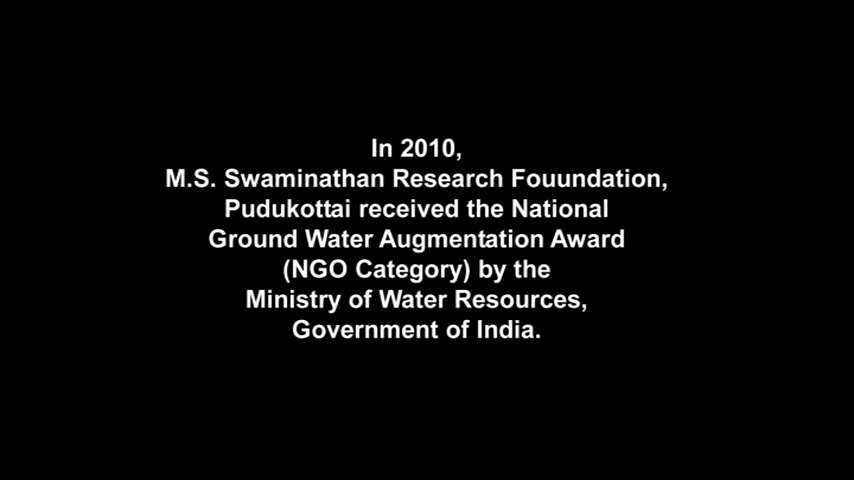 In 2010,
M.S. Swaminathan Research Fouundation,
Pudukottai received the National
Ground Water Augmentation Award
(NGO Category) by the
Ministry of Water Resources,
Government of India.